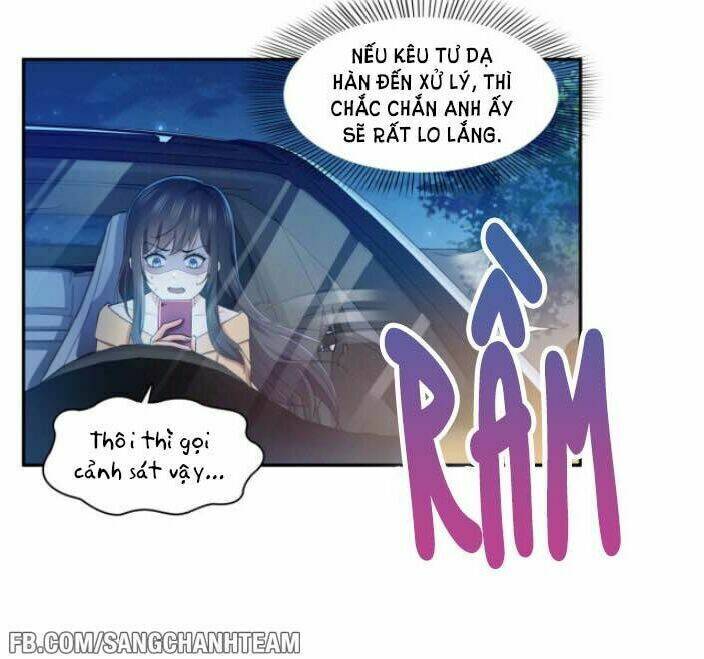 NẾU KÊU TƯ DẠ
HÀN ĐẾN XỬ LÝ, THÌ
CHẮC CHẮN ANH ẤY
SẼ RẤT LO LẮNG.
RẦM
Thôi thì gọi
cảnh sát vậy...
FB.COM/SANGCHANHTEAM